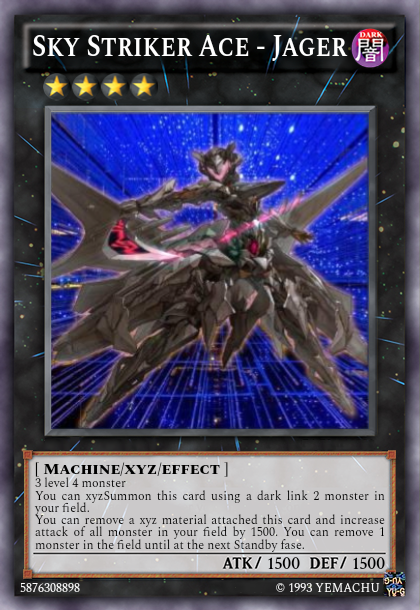 SKY STRIKER ACE - JAGER
DARK
闇
[ MACHINE/XYZ/EFFECT ]
3 level 4 monster
You can xyzSummon this card using a dark link 2 monster in
your field.
You can remove a xyz material attached this card and increase
attack of all monster in your field by 1500. You can remove 1
monster in the field until at the next Standby fase.
ATK/ 1500 DEF/ 1500
5876308898
© 1993 YEMACHU